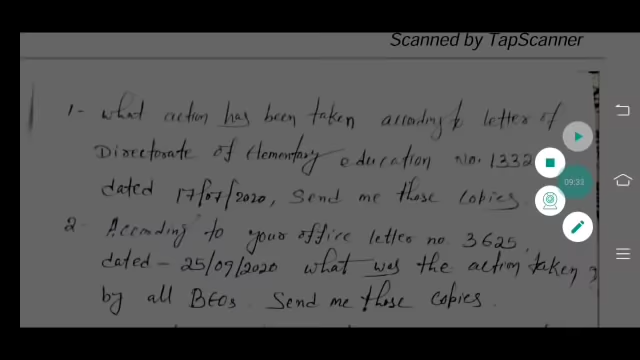 Scanned by TapScanner
1- what action has been taken according to letter of
Directorate of Elementary education No. 1332
dated 17/07/2020, Send me those copies
09:33
2- According to your office letter no. 3625,
dated - 25/09/2020 what was the action taken
by all BEOs. Send me those copies.